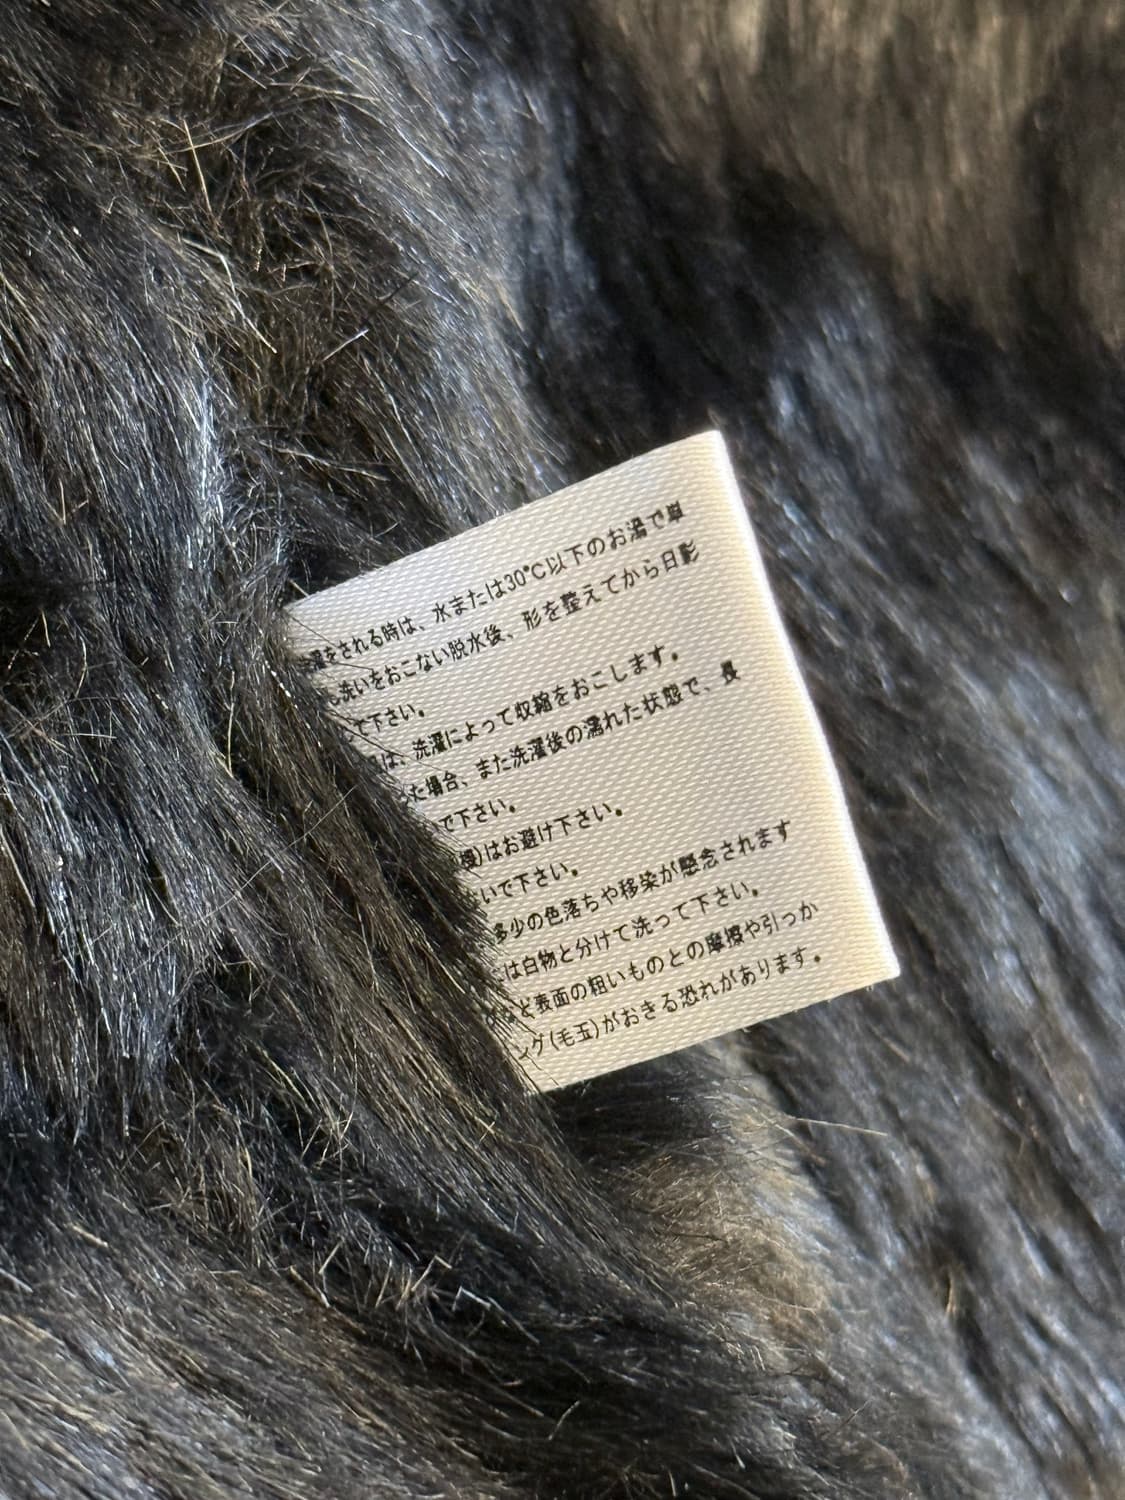 濯をされる時は、水または30℃以下のお湯で単
し洗いをおこない脱水後、形を整えてから日影
て下さい。
は、洗濯によって収縮をおこします。
た場合、また洗濯後の濡れた状態で、長
で下さい。
機)はお避け下さい。
いで下さい。
多少の色落ちや移染が懸念されます
は白物と分けて洗って下さい。
など表面の粗いものとの摩擦や引っか
ング(毛玉)がおきる恐れがあります。